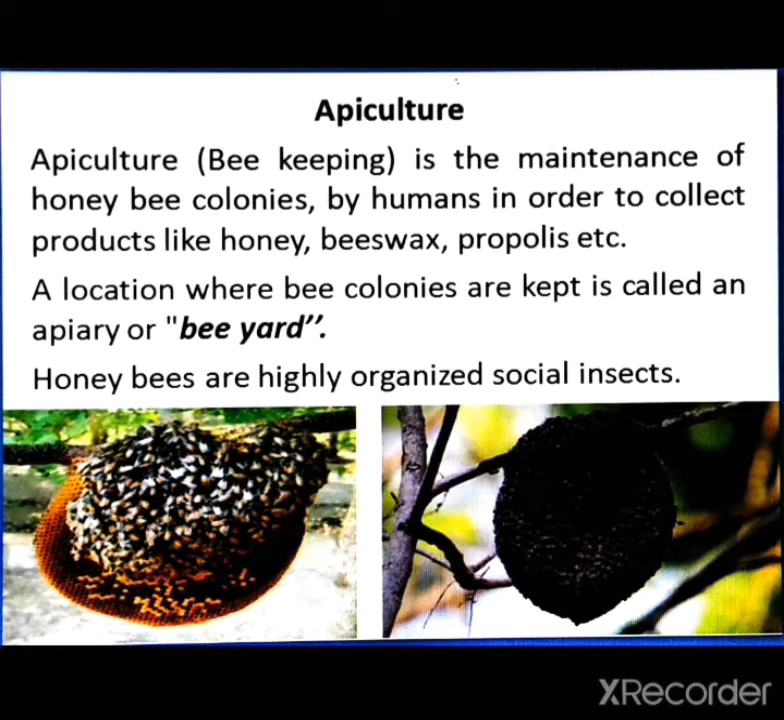 Apiculture
Apiculture (Bee keeping) is the maintenance of
honey bee colonies, by humans in order to collect
products like honey, beeswax, propolis etc.
A location where bee colonies are kept is called an
apiary or "bee yard”.
Honey bees are highly organized social insects.
XRecorder